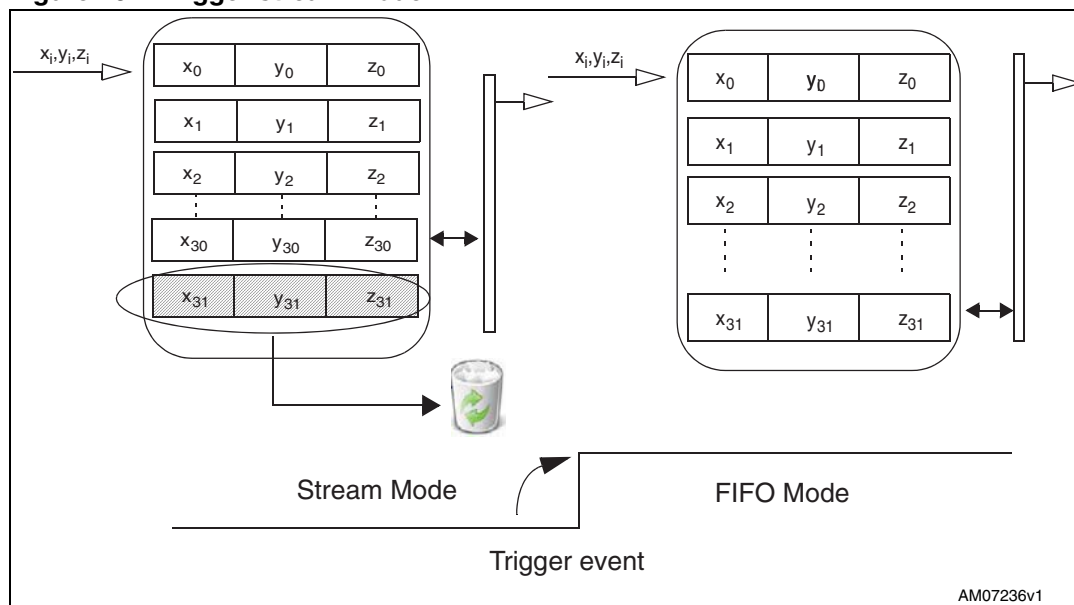 xᵢ,yᵢ,zᵢ
x₀ y₀ z₀
x₁ y₁ z₁
x₂ y₂ z₂
x₃₀ y₃₀ z₃₀
x₃₁ y₃₁ z₃₁
xᵢ,yᵢ,zᵢ
x₀ y₀ z₀
x₁ y₁ z₁
x₂ y₂ z₂
x₃₁ y₃₁ z₃₁
Stream Mode
FIFO Mode
Trigger event
AM07236v1